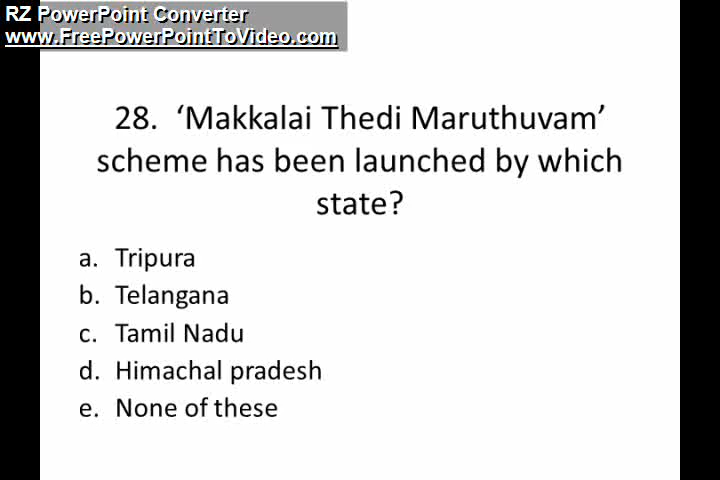 RZ PowerPoint Converter
www.FreePowerPointToVideo.com
28. ‘Makkalai Thedi Maruthuvam’
scheme has been launched by which
state?
a. Tripura
b. Telangana
c. Tamil Nadu
d. Himachal pradesh
e. None of these